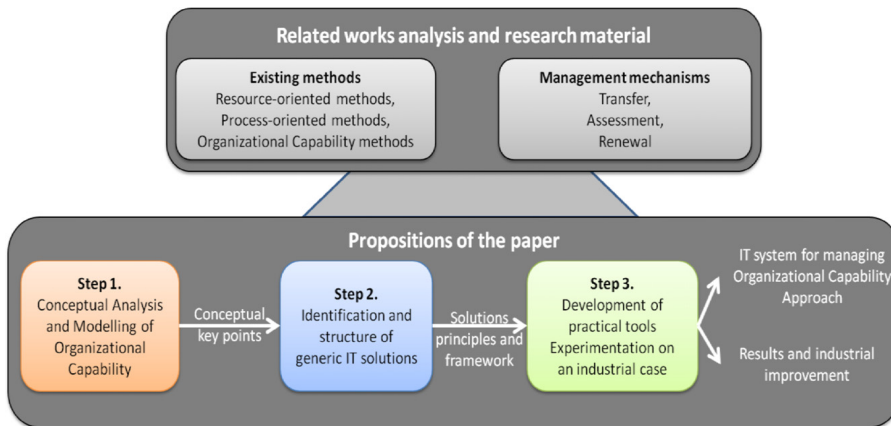 Related works analysis and research material
Existing methods
Resource-oriented methods,
Process-oriented methods,
Organizational Capability methods
Management mechanisms
Transfer,
Assessment,
Renewal
Propositions of the paper
Step 1.
Conceptual Analysis
and Modelling of
Organizational
Capability
Conceptual
key points
Step 2.
Identification and
structure of
generic IT solutions
Solutions
principles and
framework
Step 3.
Development of
practical tools
Experimentation on
an industrial case
IT system for managing
Organizational Capability
Approach
Results and industrial
improvement